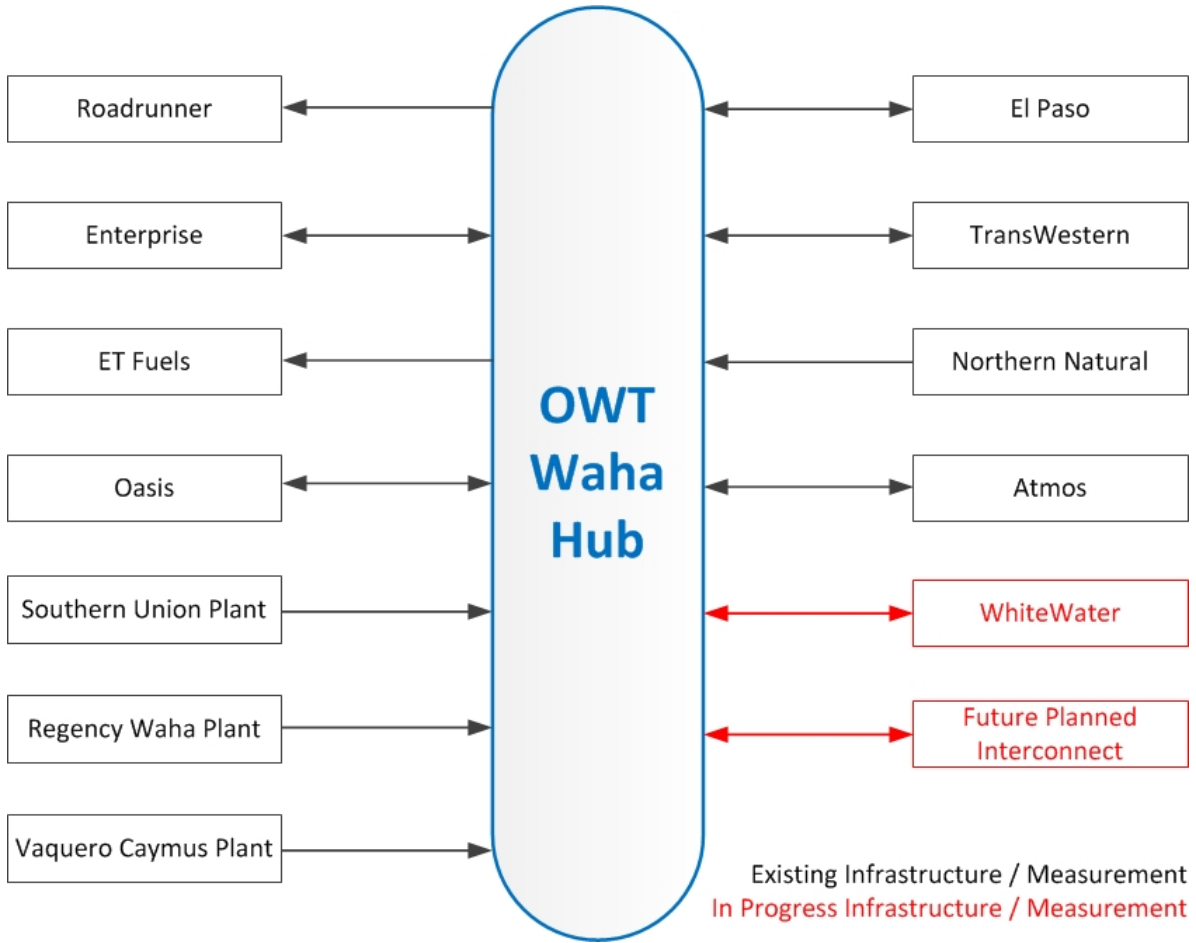 Roadrunner
Enterprise
ET Fuels
Oasis
Southern Union Plant
Regency Waha Plant
Vaquero Caymus Plant
OWT
Waha
Hub
El Paso
TransWestern
Northern Natural
Atmos
WhiteWater
Future Planned
Interconnect
Existing Infrastructure / Measurement
In Progress Infrastructure / Measurement